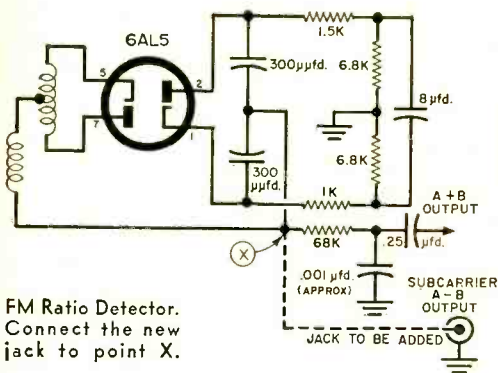 6AL5
5
2
7
1
1.5K
300µµfd.
6.8K
8µfd.
6.8K
300
µµfd.
1K
A+B
OUTPUT
68K
.25
µfd.
X
.001 µfd.
(APPROX)
SUBCARRIER
A-B
OUTPUT
JACK TO BE ADDED
FM Ratio Detector.
Connect the new
jack to point X.